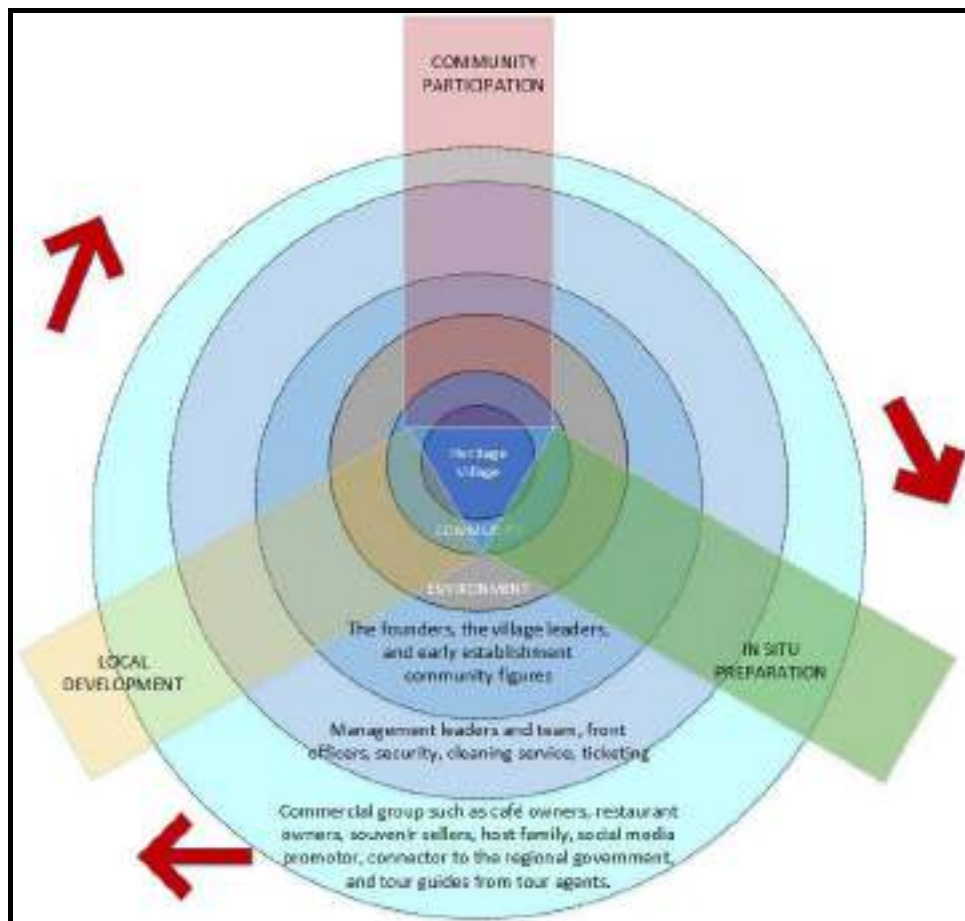 COMMUNITY
PARTICIPATION
Heritage
Village
ENVIRONMENT
The founders, the village leaders,
and early establishment
community figures
LOCAL
DEVELOPMENT
IN SITU
PREPARATION
Management leaders and team, front
officers, security, cleaning service, ticketing
Commercial group such as café owners, restaurant
owners, souvenir sellers, host family, social media
promotor, connector to the regional government,
and tour guides from tour agents.